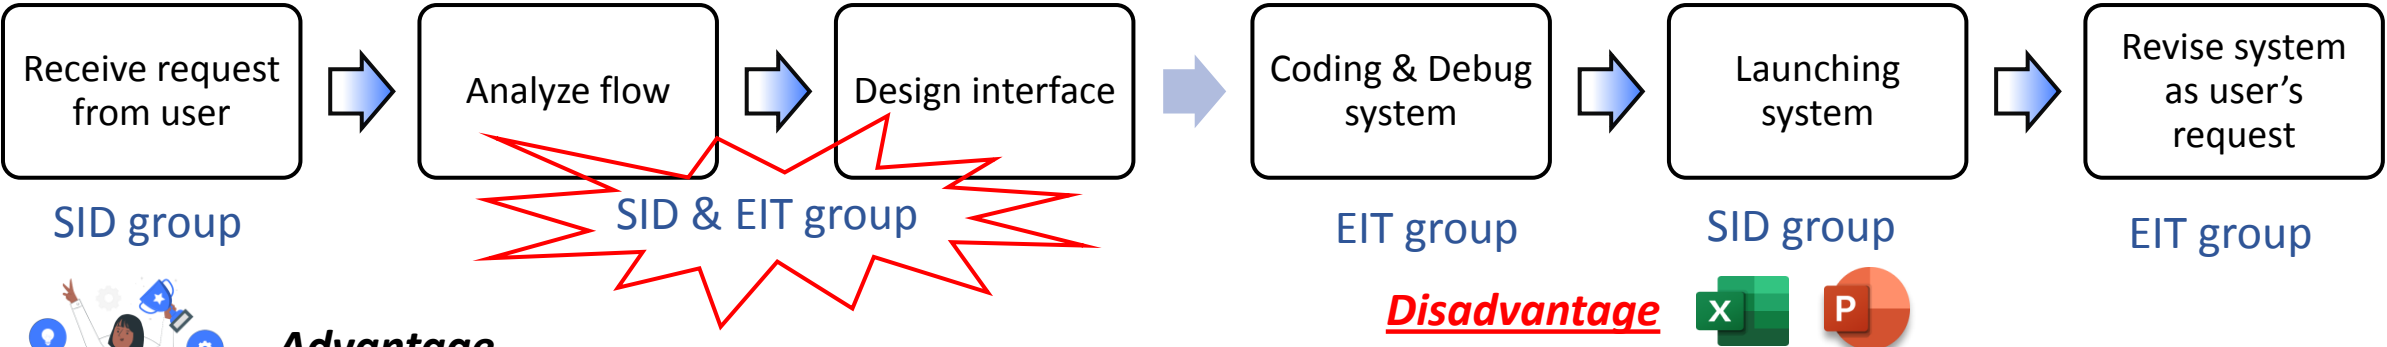 Receive request
from user
Analyze flow
Design interface
Coding & Debug
system
Launching
system
Revise system
as user's
request
SID group
SID & EIT group
EIT group
SID group
EIT group
Disadvantage
X
P
Advantage